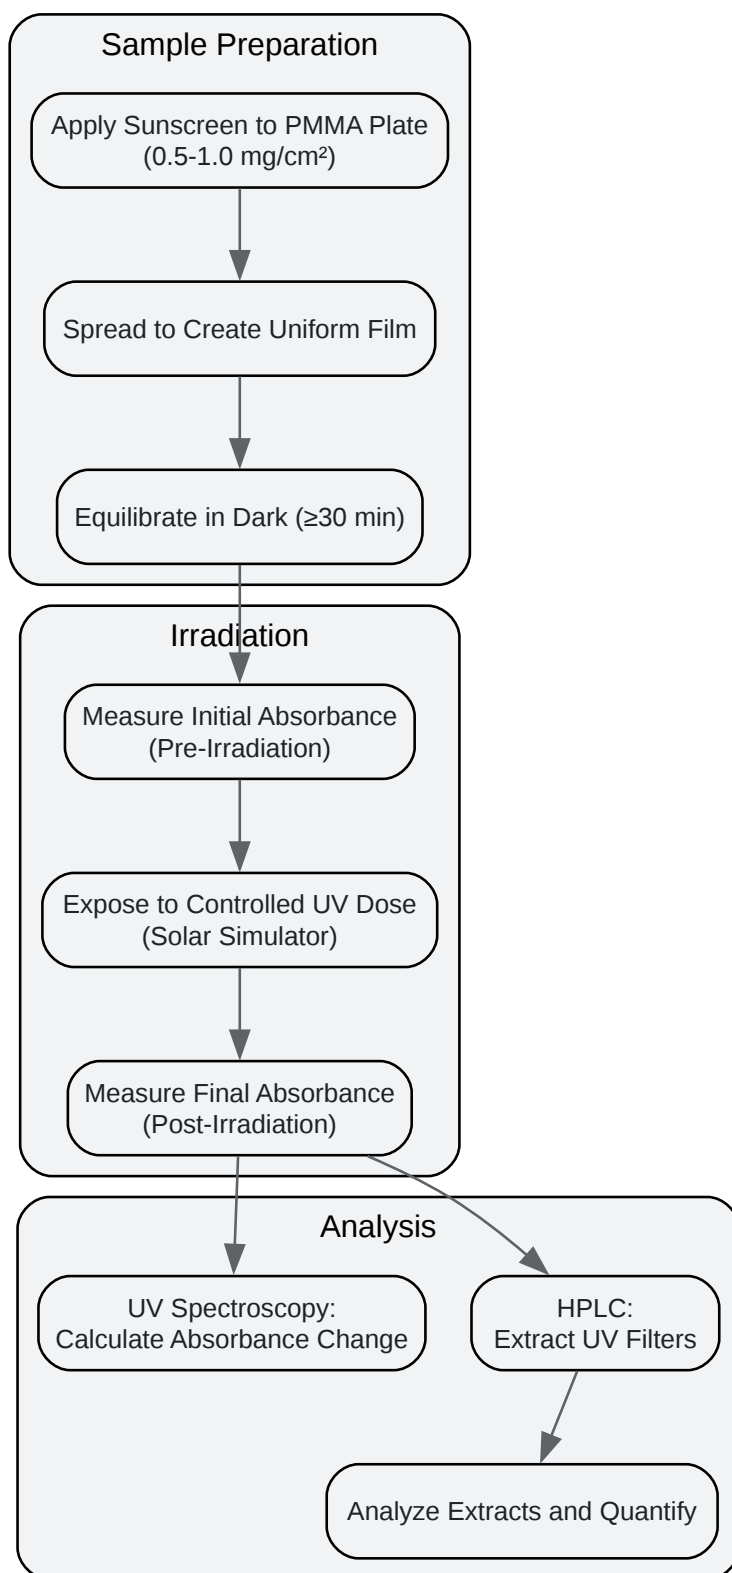 Sample Preparation
Apply Sunscreen to PMMA Plate
(0.5-1.0 mg/cm²)
Spread to Create Uniform Film
Equilibrate in Dark (≥30 min)
Irradiation
Measure Initial Absorbance
(Pre-Irradiation)
Expose to Controlled UV Dose
(Solar Simulator)
Measure Final Absorbance
(Post-Irradiation)
Analysis
UV Spectroscopy:
Calculate Absorbance Change
HPLC:
Extract UV Filters
Analyze Extracts and Quantify